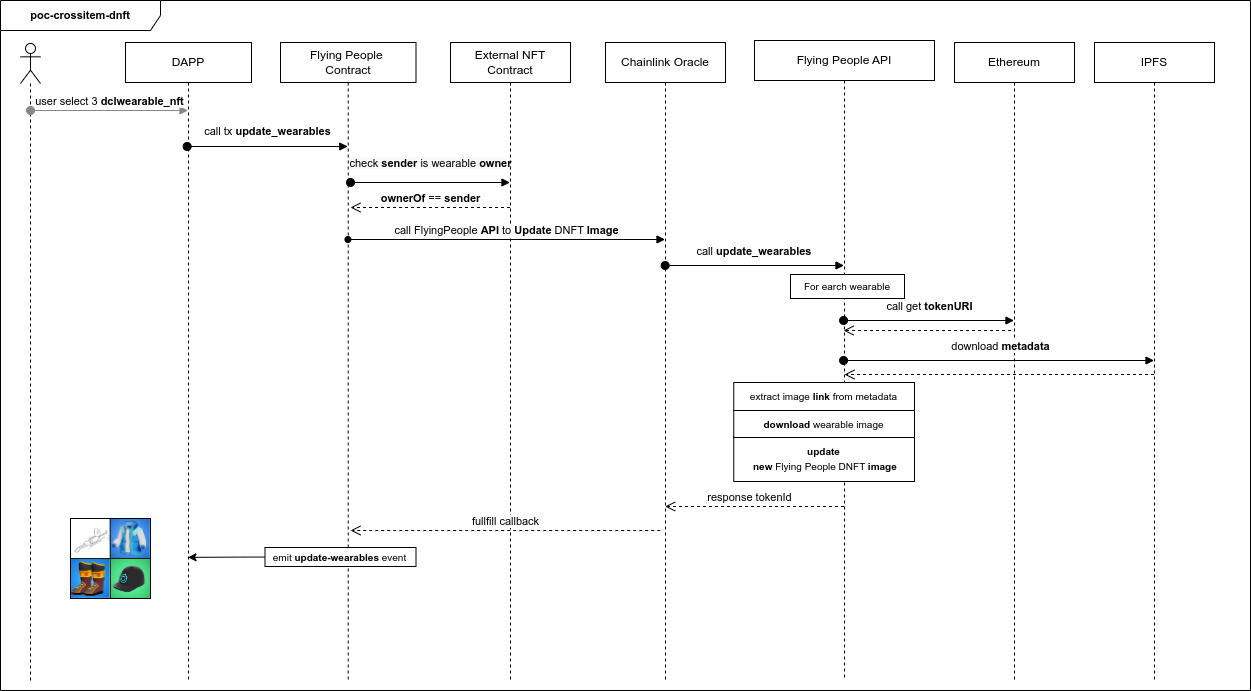 poc-crossitem-dnft
DAPP
Flying People
Contract
External NFT
Contract
Chainlink Oracle
Flying People API
Ethereum
IPFS
user select 3 dclwearable_nft
call tx update_wearables
check sender is wearable owner
ownerOf == sender
call FlyingPeople API to Update DNFT Image
call update_wearables
For earch wearable
call get tokenURI
download metadata
extract image link from metadata
download wearable image
update
new Flying People DNFT image
response tokenId
fullfill callback
emit update-wearables event